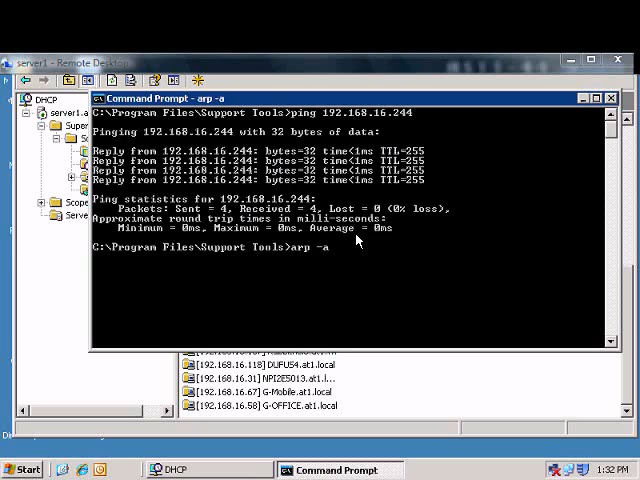 server1 - Remote Desktop
DHCP
server1.a
Super
Sc
Scope
Server
Command Prompt - arp -a
C:\Program Files\Support Tools>ping 192.168.16.244
Pinging 192.168.16.244 with 32 bytes of data:
Reply from 192.168.16.244: bytes=32 time<1ms TTL=255
Reply from 192.168.16.244: bytes=32 time<1ms TTL=255
Reply from 192.168.16.244: bytes=32 time<1ms TTL=255
Reply from 192.168.16.244: bytes=32 time<1ms TTL=255
Ping statistics for 192.168.16.244:
Packets: Sent = 4, Received = 4, Lost = 0 (0% loss),
Approximate round trip times in milli-seconds:
Minimum = 0ms, Maximum = 0ms, Average = 0ms
C:\Program Files\Support Tools>arp -a
[192.168.16.118] DUFU54.at1.local
[192.168.16.31] NPI2E5013.at1.l...
[192.168.16.67] G-Mobile.at1.local
[192.168.16.58] G-OFFICE.at1.local
Start
DHCP
Command Prompt
1:32 PM